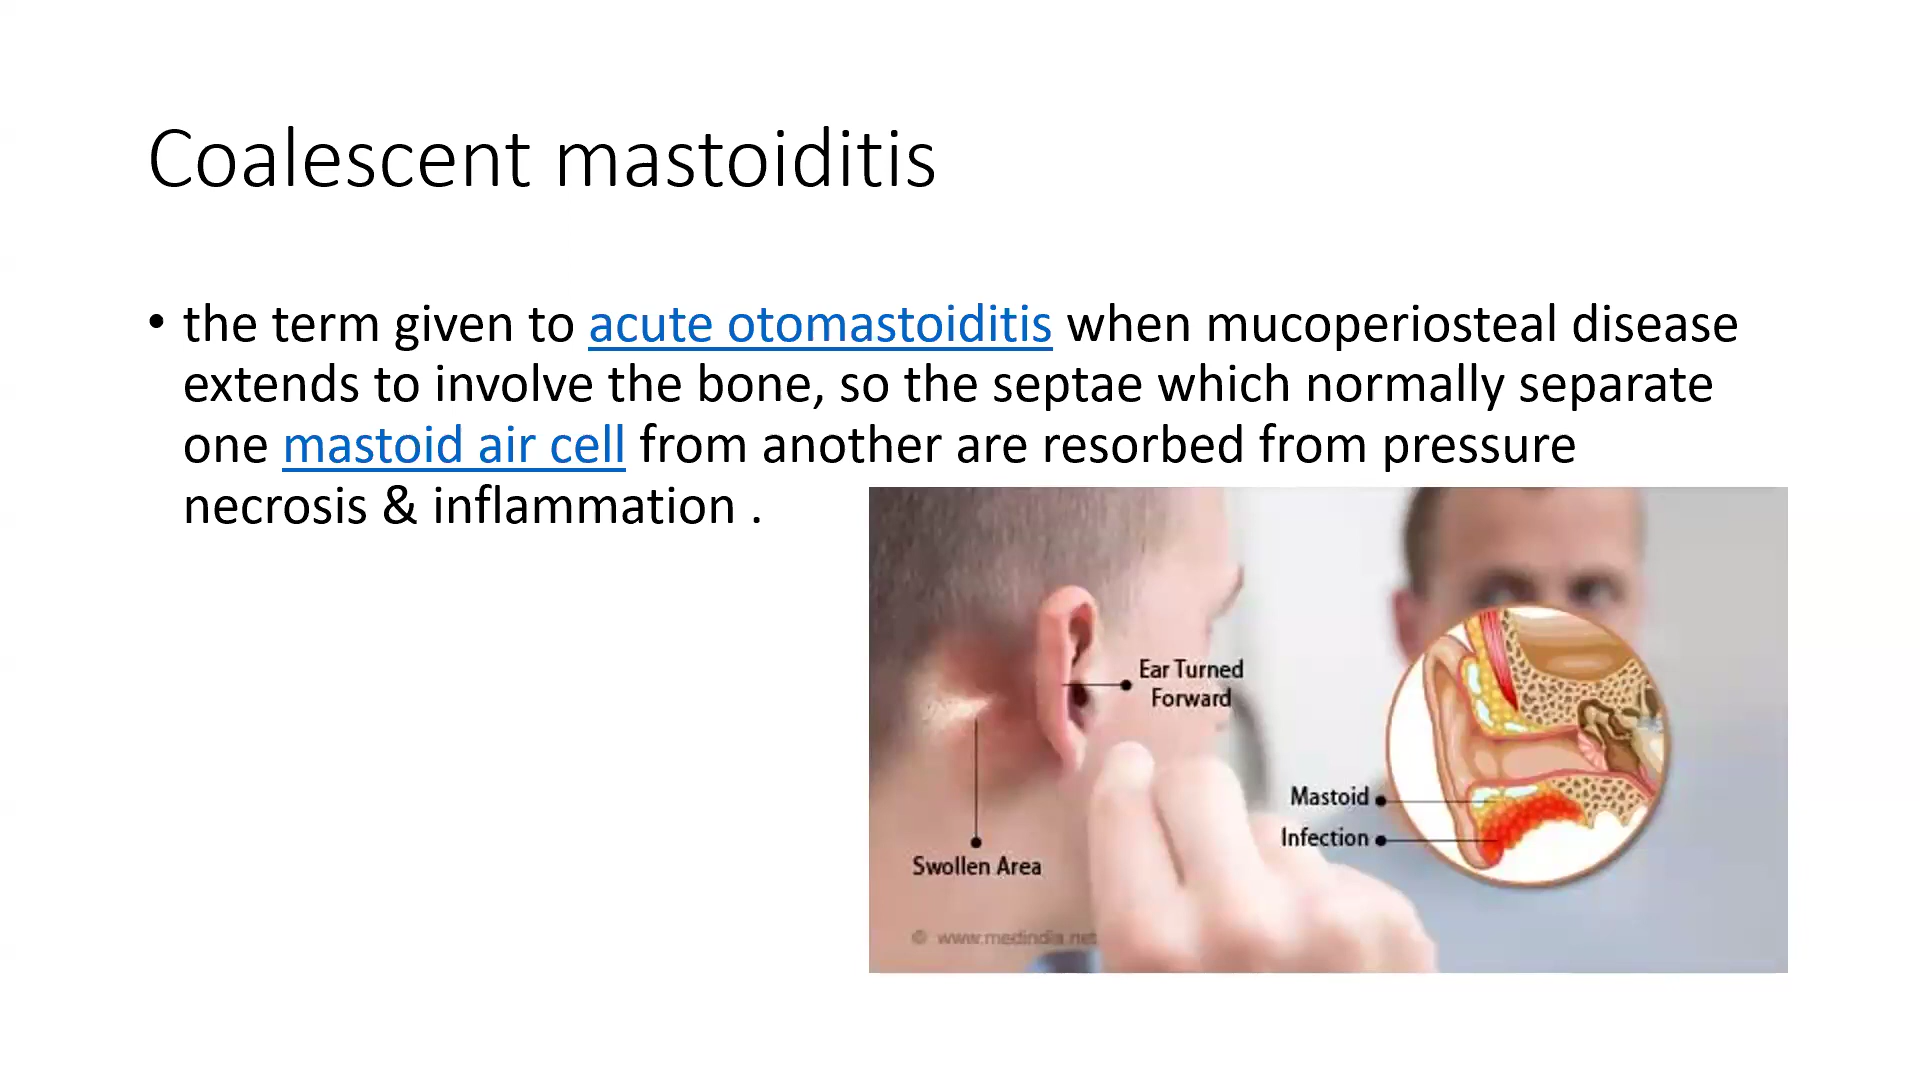 Coalescent mastoiditis
• the term given to acute otomastoiditis when mucoperiosteal disease
extends to involve the bone, so the septae which normally separate
one mastoid air cell from another are resorbed from pressure
necrosis & inflammation .
Ear Turned
Forward
Mastoid
Infection
Swollen Area
© www.medindia.net